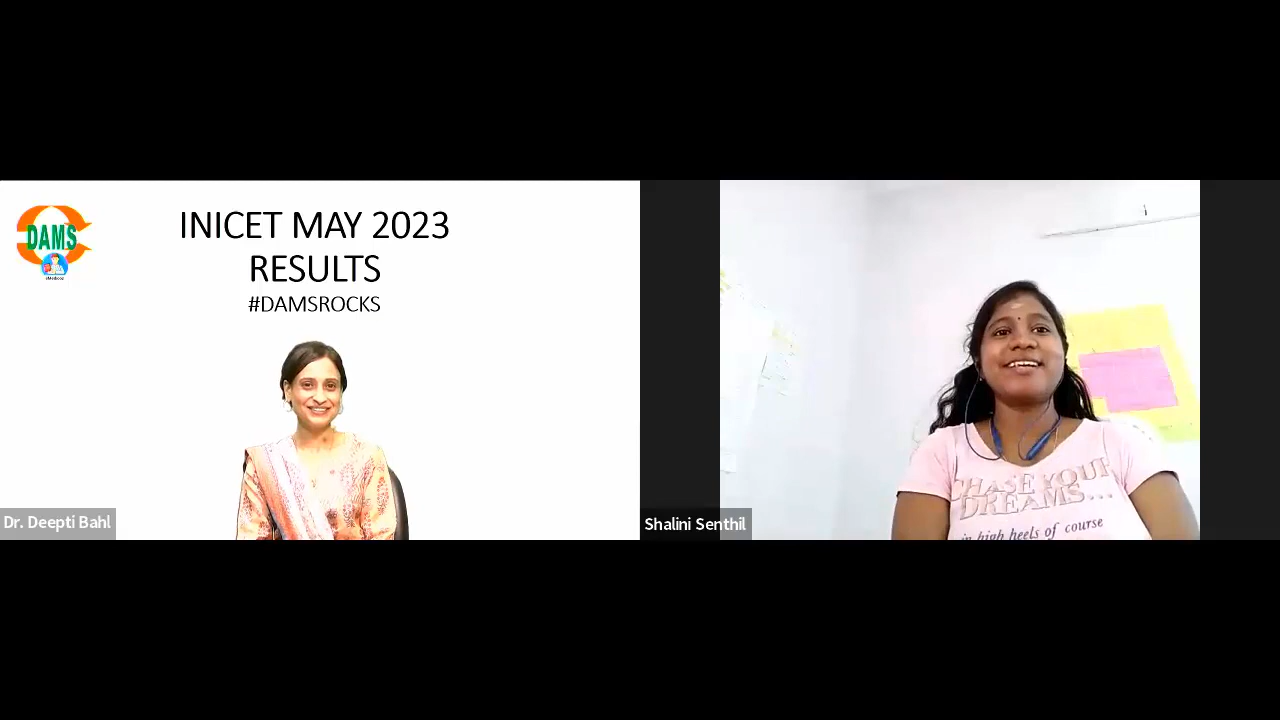 DAMS
INICET MAY 2023
RESULTS
#DAMSROCKS
Dr. Deepti Bahl
CHASE YOUR
DREAMS...
in high heels of course
Shalini Senthil